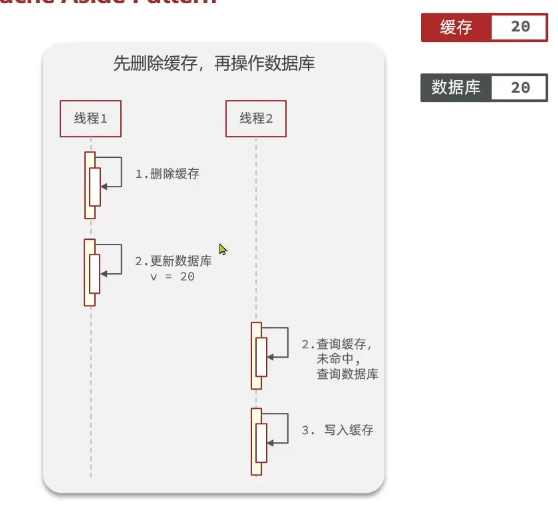 ache Aside Pattern
缓存 20
先删除缓存，再操作数据库
数据库 20
线程1 线程2
1.删除缓存
2.更新数据库
v = 20
2.查询缓存，
未命中，
查询数据库
3. 写入缓存